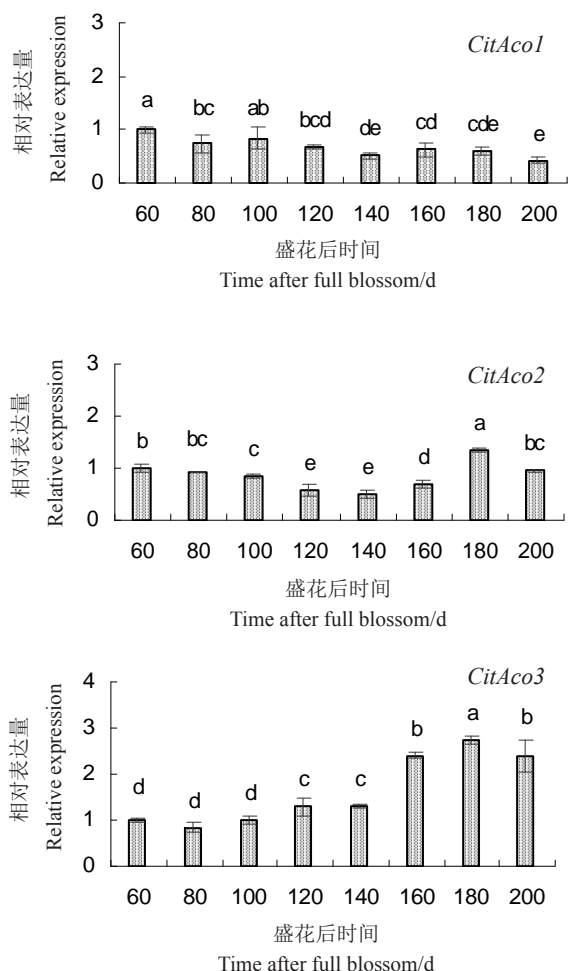 CitAco1
相对表达量
Relative expression
3
2
1
0
a bc ab bcd de cd cde e
60 80 100 120 140 160 180 200
盛花后时间
Time after full blossom/d
CitAco2
相对表达量
Relative expression
3
2
1
0
b bc c e e d a bc
60 80 100 120 140 160 180 200
盛花后时间
Time after full blossom/d
CitAco3
相对表达量
Relative expression
4
3
2
1
0
d d d c c b a b
60 80 100 120 140 160 180 200
盛花后时间
Time after full blossom/d